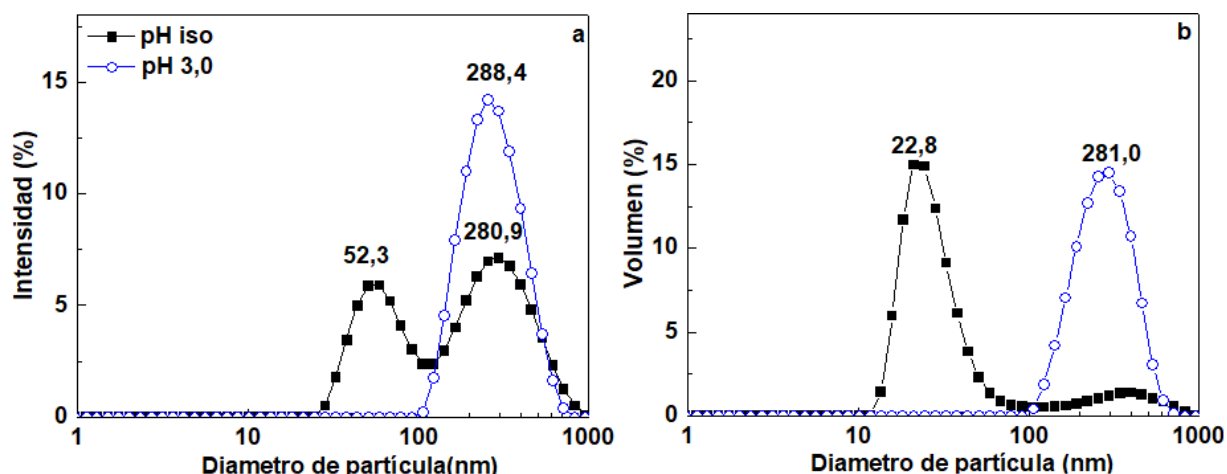 a
pH iso
pH 3,0
288,4
280,9
52,3
Intensidad (%)
15
10
5
0
1
10
100
1000
Diametro de partícula(nm)
b
22,8
281,0
Volumen (%)
20
15
10
5
0
1
10
100
1000
Diametro de partícula (nm)